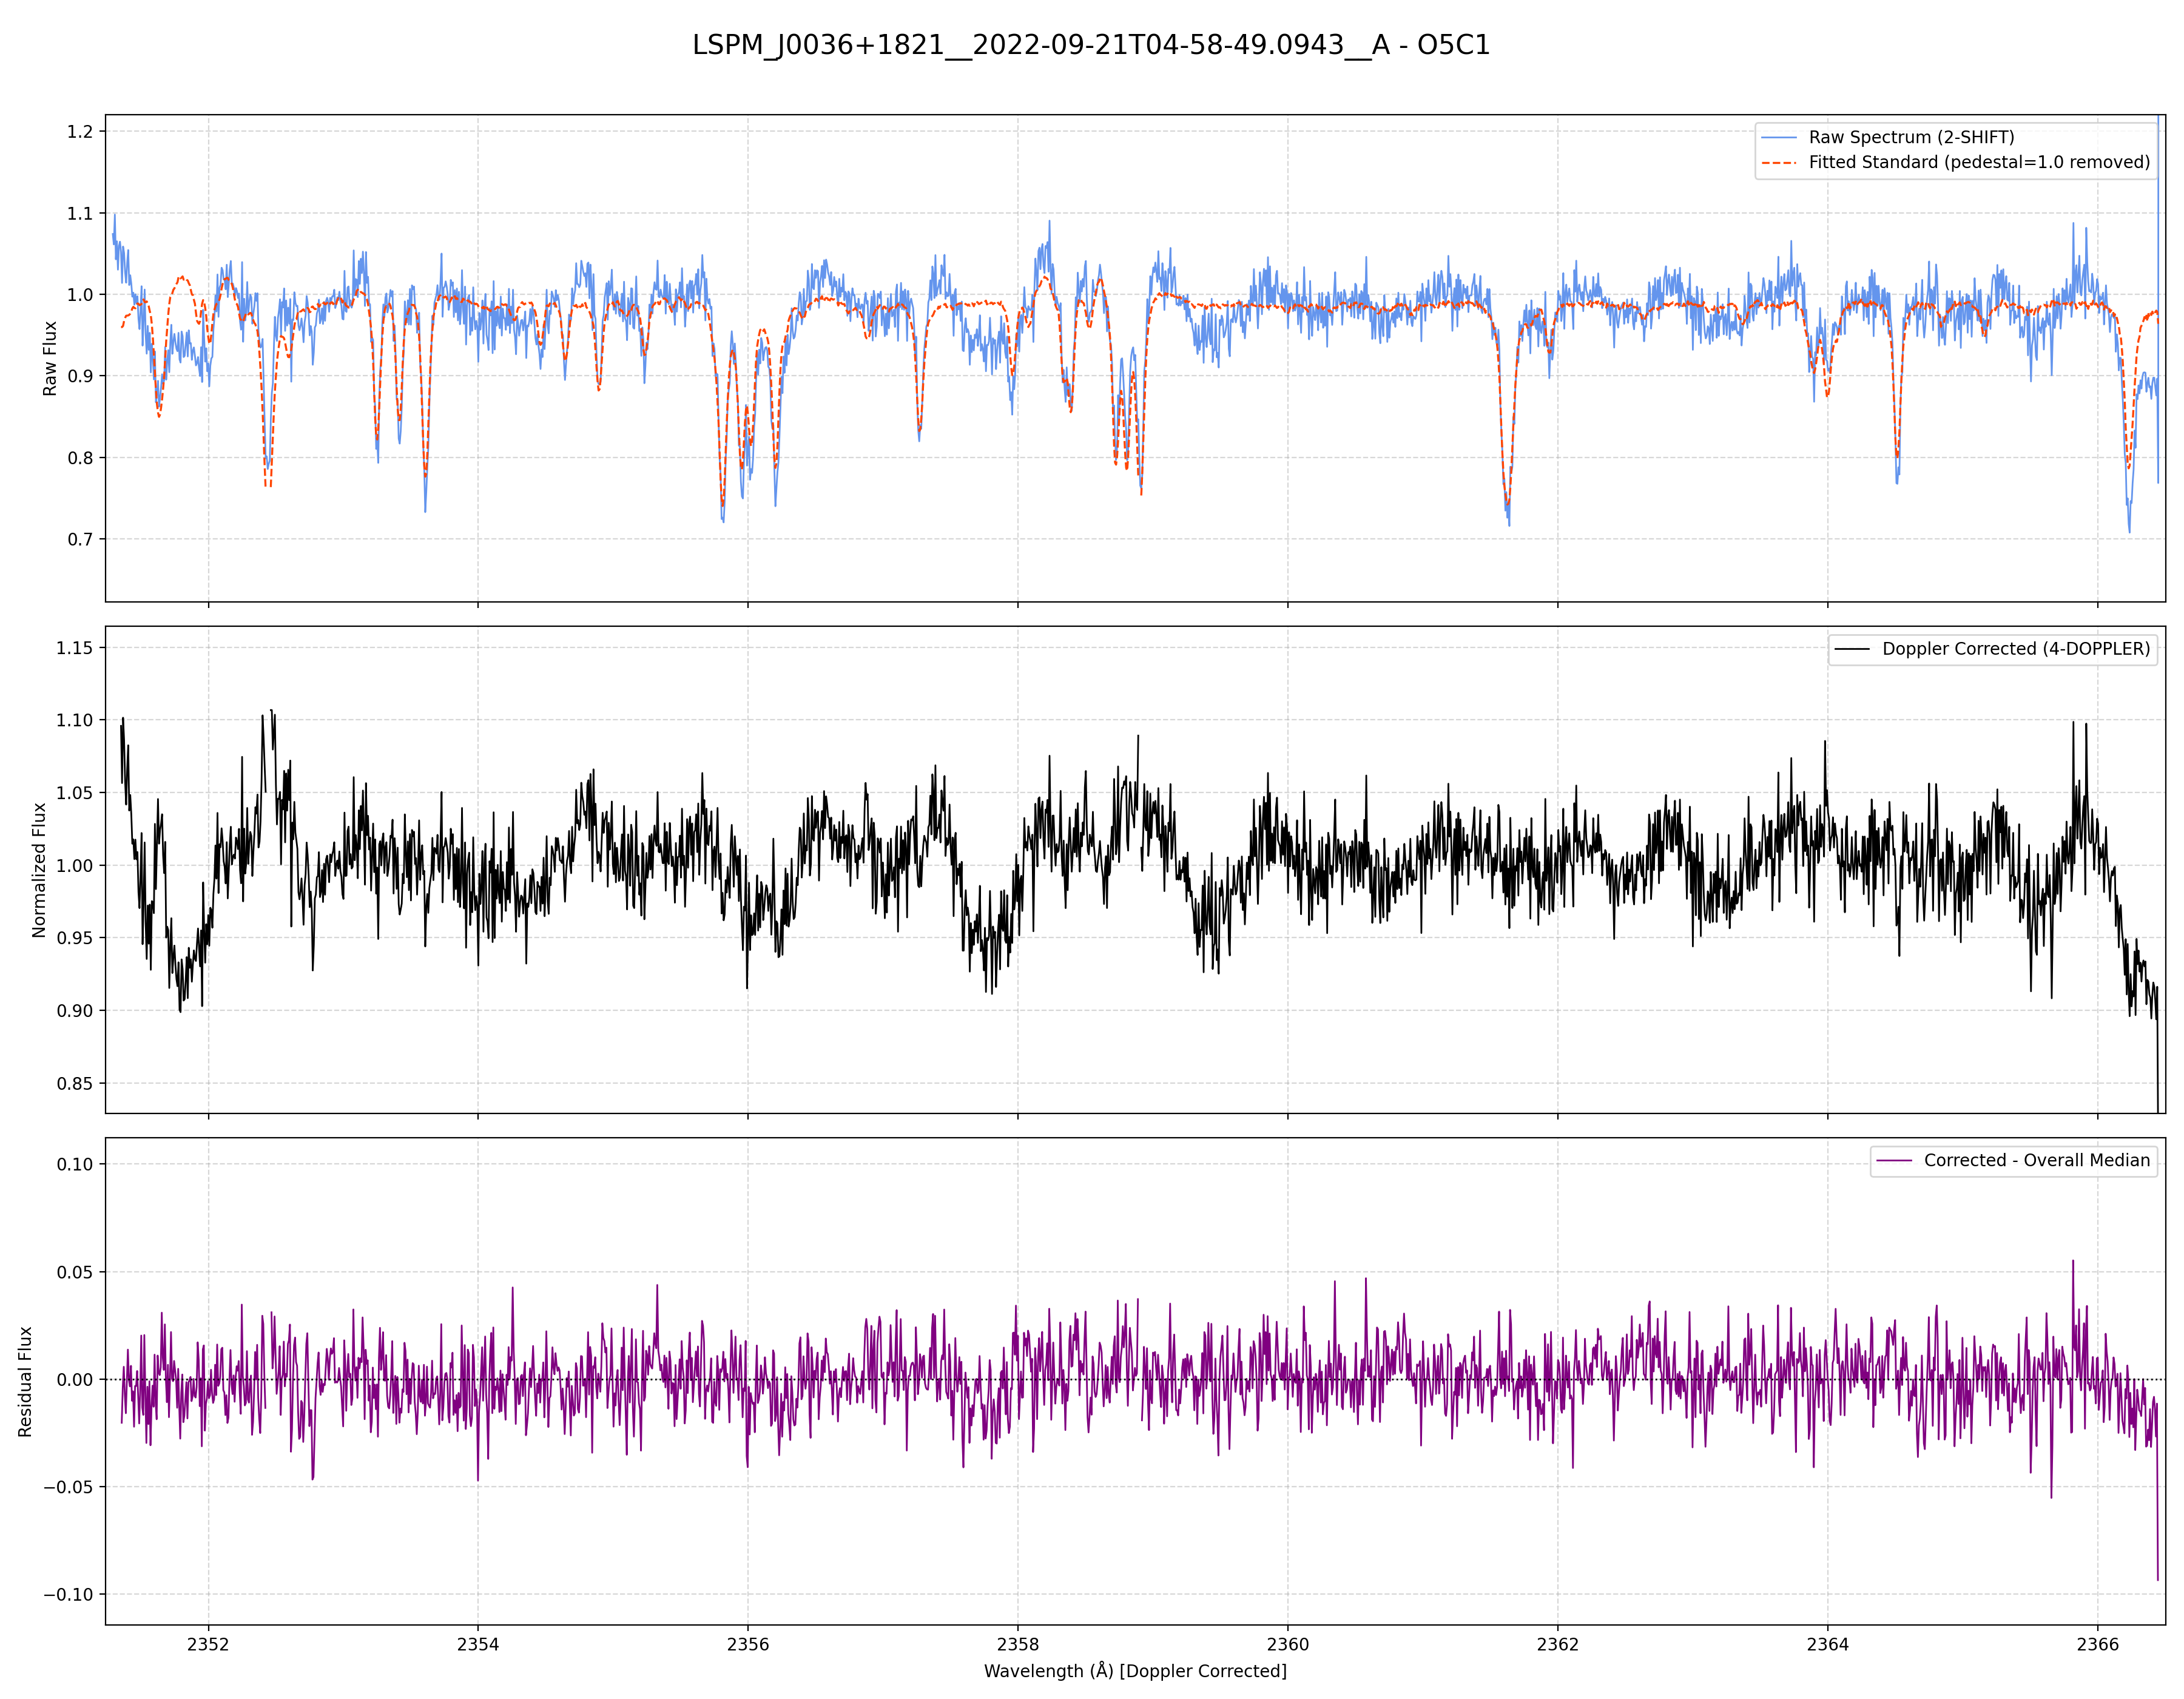 LSPM_J0036+1821__2022-09-21T04-58-49.0943__A - O5C1
Raw Flux
1.2
1.1
1.0
0.9
0.8
0.7
Raw Spectrum (2-SHIFT)
Fitted Standard (pedestal=1.0 removed)
Normalized Flux
1.15
1.10
1.05
1.00
0.95
0.90
0.85
Doppler Corrected (4-DOPPLER)
Residual Flux
0.10
0.05
0.00
−0.05
−0.10
Corrected - Overall Median
2352 2354 2356 2358 2360 2362 2364 2366
Wavelength (Å) [Doppler Corrected]